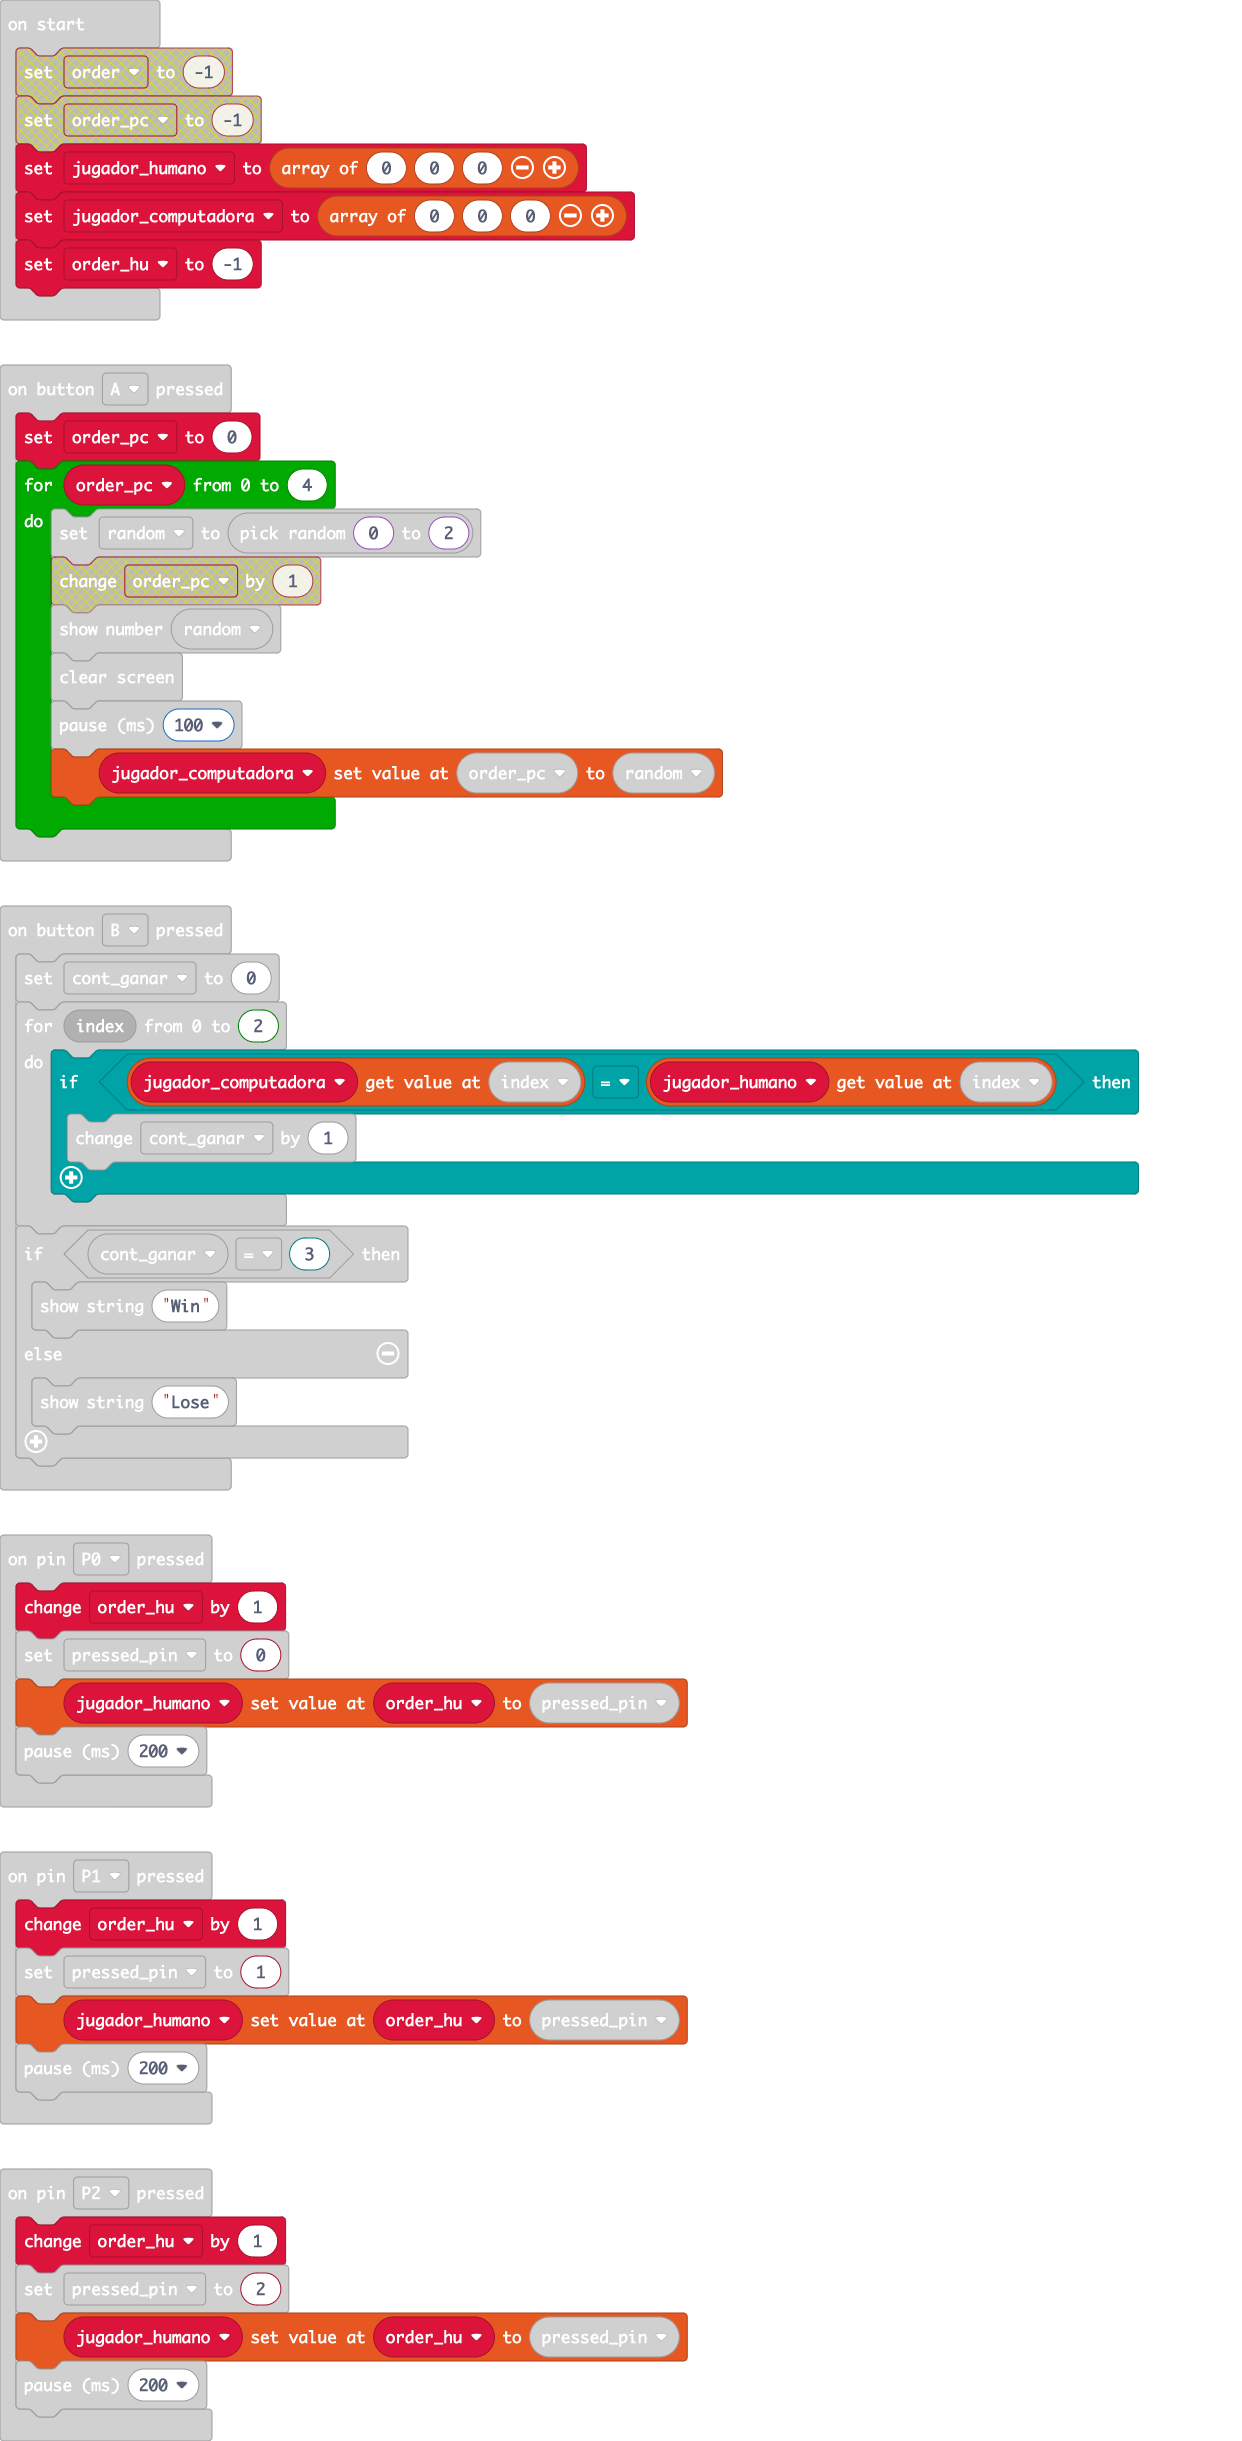 on start
set order to -1
set order_pc to -1
set jugador_humano to array of 0 0 0
set jugador_computadora to array of 0 0 0
set order_hu to -1
on button A pressed
set order_pc to 0
for order_pc from 0 to 4
do
set random to pick random 0 to 2
change order_pc by 1
show number random
clear screen
pause (ms) 100
jugador_computadora set value at order_pc to random
on button B pressed
set cont_ganar to 0
for index from 0 to 2
do
if jugador_computadora get value at index = jugador_humano get value at index then
change cont_ganar by 1
if cont_ganar = 3 then
show string "Win"
else
show string "Lose"
on pin P0 pressed
change order_hu by 1
set pressed_pin to 0
jugador_humano set value at order_hu to pressed_pin
pause (ms) 200
on pin P1 pressed
change order_hu by 1
set pressed_pin to 1
jugador_humano set value at order_hu to pressed_pin
pause (ms) 200
on pin P2 pressed
change order_hu by 1
set pressed_pin to 2
jugador_humano set value at order_hu to pressed_pin
pause (ms) 200